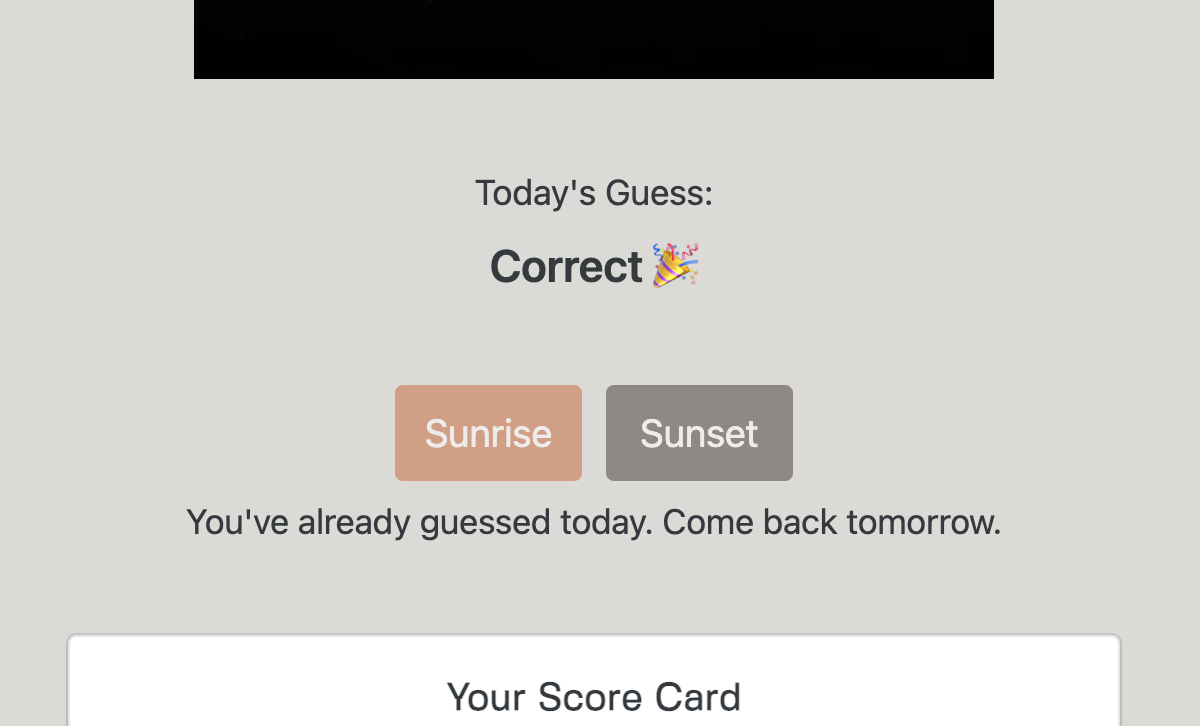 Today's Guess:
Correct 🎉
Sunrise
Sunset
You've already guessed today. Come back tomorrow.
Your Score Card